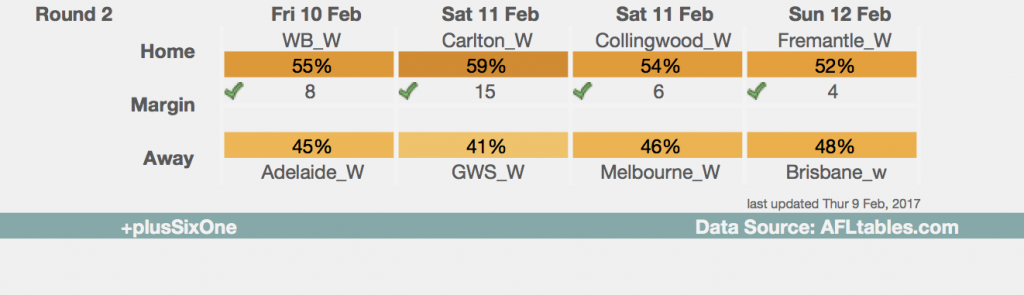 Round 2 Fri 10 Feb Sat 11 Feb Sat 11 Feb Sun 12 Feb
WB_W Carlton_W Collingwood_W Fremantle_W
Home
55% 59% 54% 52%
8 15 6 4
Margin
45% 41% 46% 48%
Away
Adelaide_W GWS_W Melbourne_W Brisbane_w
last updated Thur 9 Feb, 2017
+plusSixOne Data Source: AFLtables.com